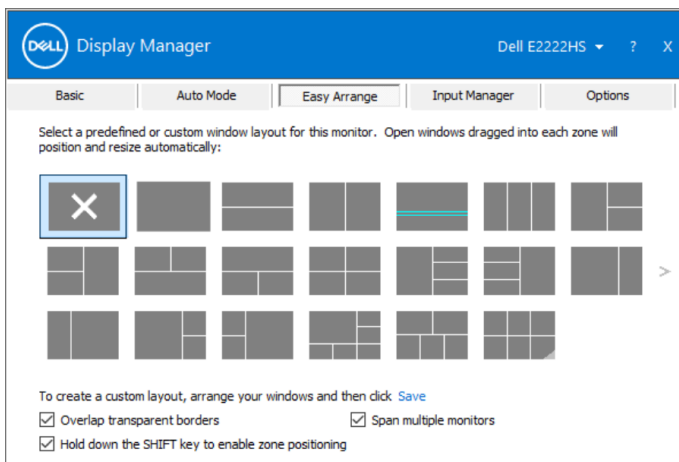 DELL Display Manager Dell E2222HS ? X
Basic Auto Mode Easy Arrange Input Manager Options
Select a predefined or custom window layout for this monitor. Open windows dragged into each zone will
position and resize automatically:
To create a custom layout, arrange your windows and then click Save
Overlap transparent borders Span multiple monitors
Hold down the SHIFT key to enable zone positioning